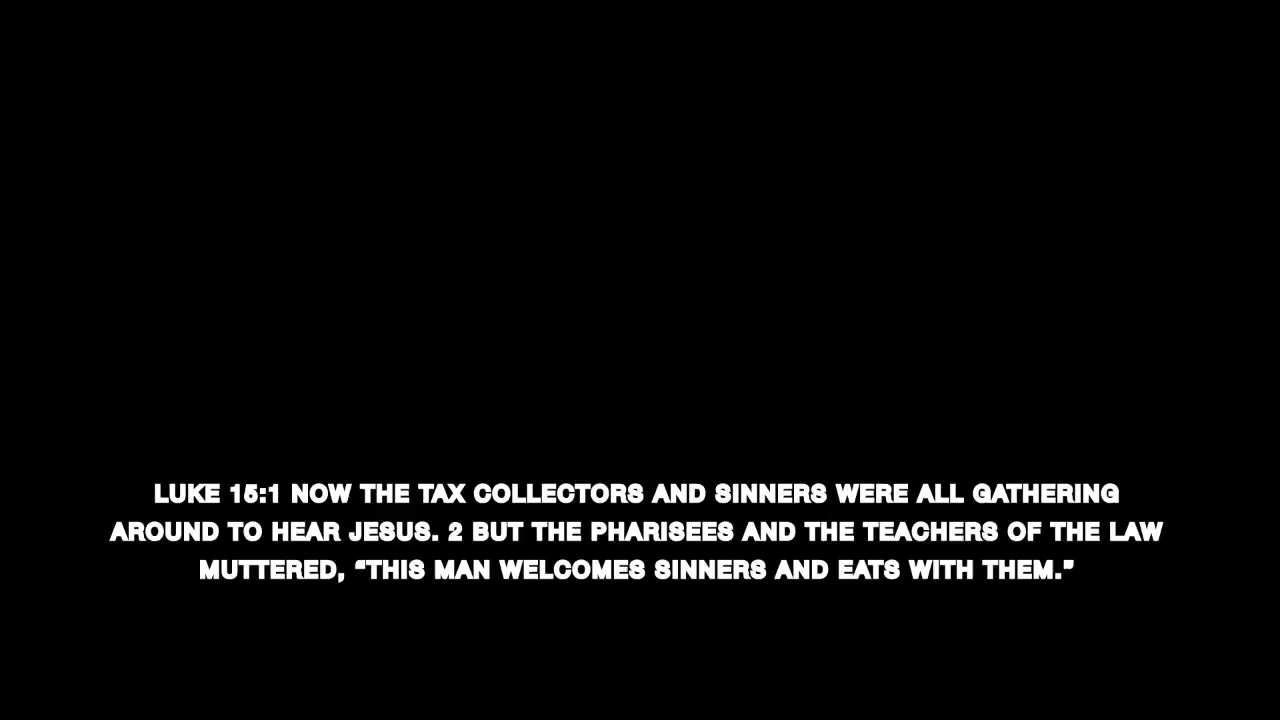 LUKE 15:1 NOW THE TAX COLLECTORS AND SINNERS WERE ALL GATHERING
AROUND TO HEAR JESUS. 2 BUT THE PHARISEES AND THE TEACHERS OF THE LAW
MUTTERED, “THIS MAN WELCOMES SINNERS AND EATS WITH THEM.”